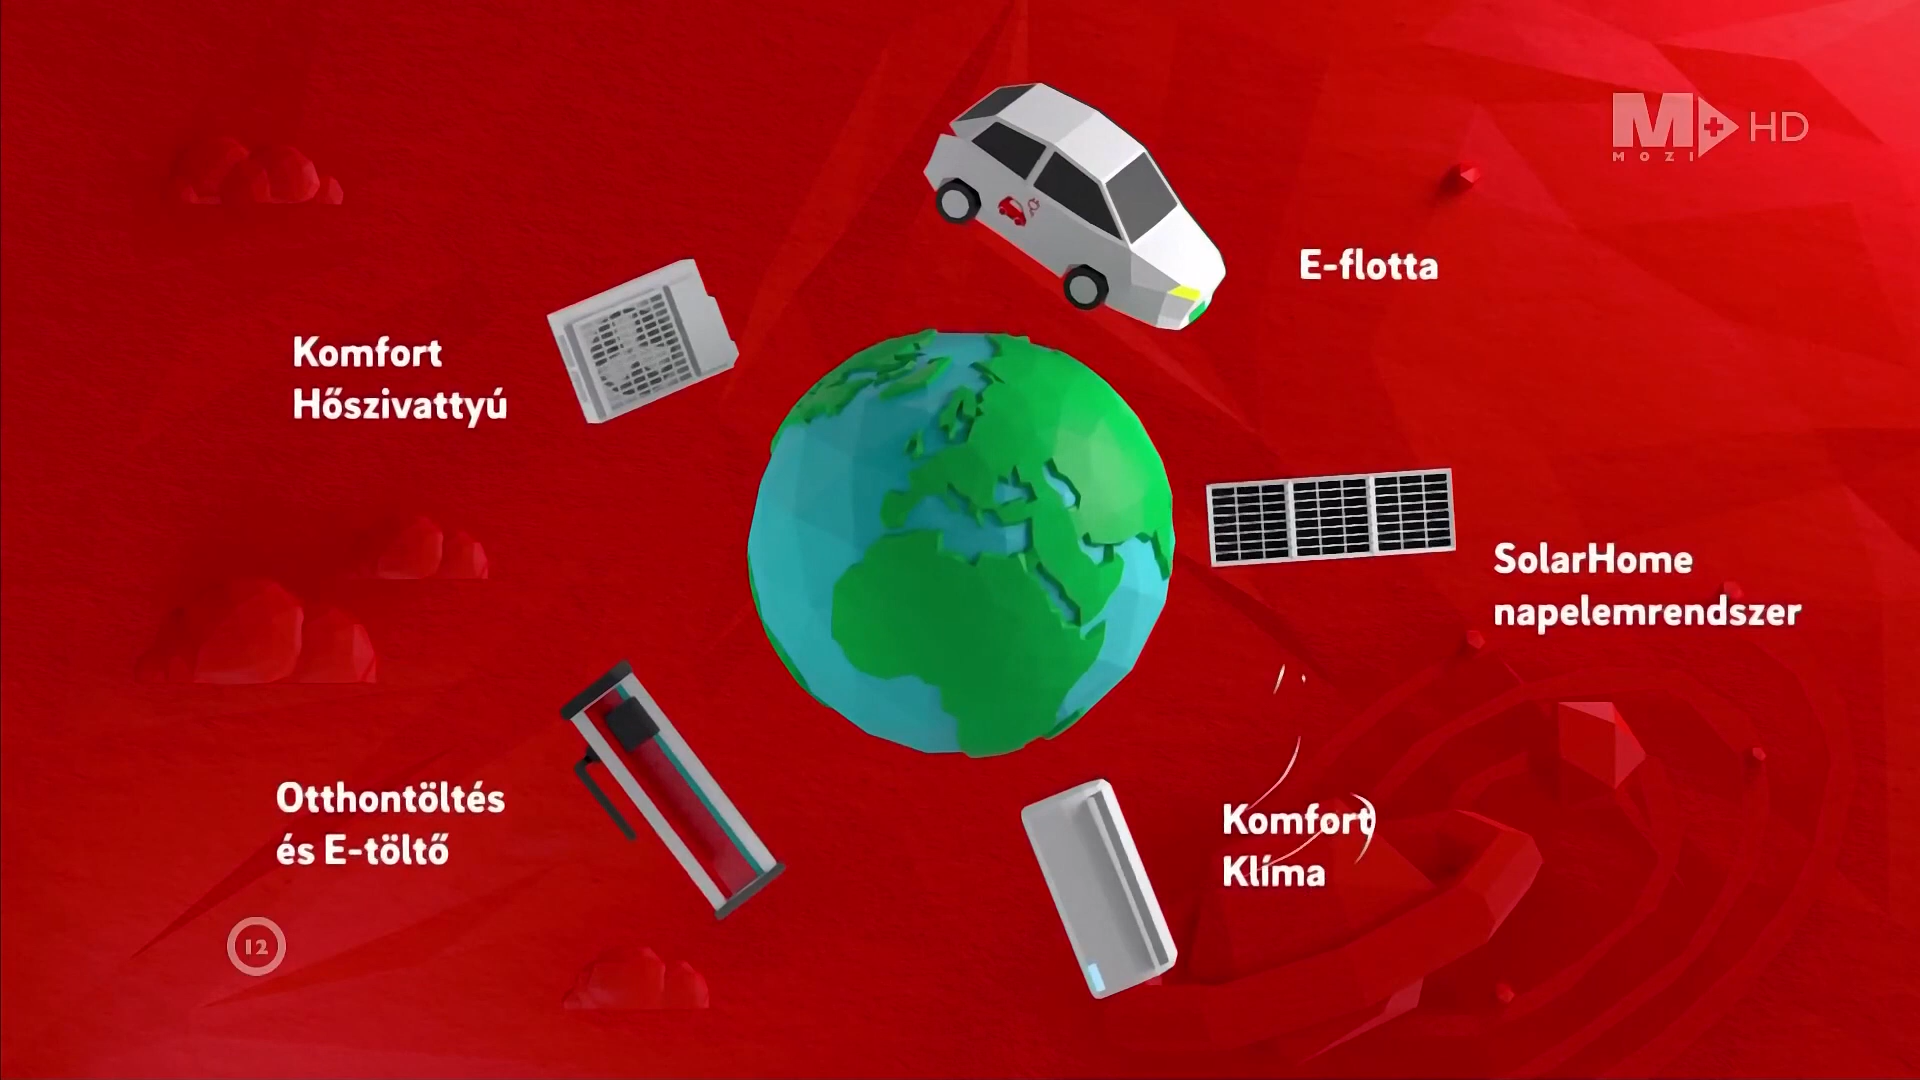 M+ HD
MOZI
E-flotta
Komfort
Hőszivattyú
SolarHome
napelemrendszer
Otthontöltés
és E-töltő
Komfort
Klíma
12